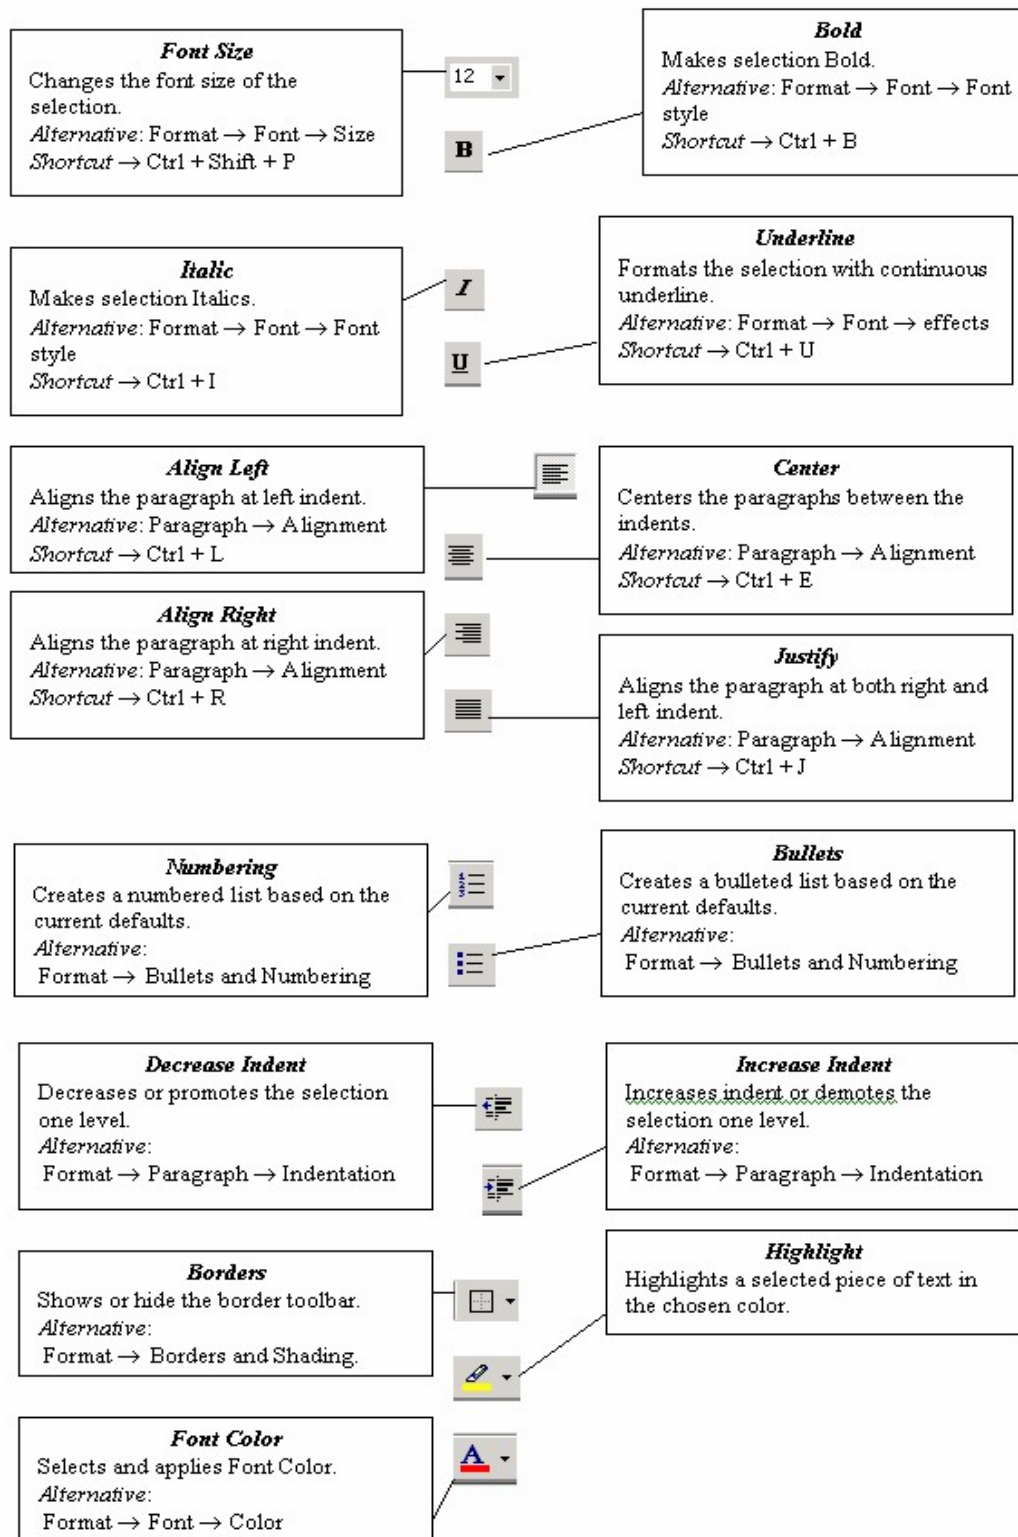 Font Size
Changes the font size of the
selection.
Alternative: Format → Font → Size
Shortcut → Ctrl + Shift + P
12
Bold
Makes selection Bold.
Alternative: Format → Font → Font
style
Shortcut → Ctrl + B
B
Italic
Makes selection Italics.
Alternative: Format → Font → Font
style
Shortcut → Ctrl + I
I
Underline
Formats the selection with continuous
underline.
Alternative: Format → Font → effects
Shortcut → Ctrl + U
U
Align Left
Aligns the paragraph at left indent.
Alternative: Paragraph → Alignment
Shortcut → Ctrl + L
Center
Centers the paragraphs between the
indents.
Alternative: Paragraph → Alignment
Shortcut → Ctrl + E
Align Right
Aligns the paragraph at right indent.
Alternative: Paragraph → Alignment
Shortcut → Ctrl + R
Justify
Aligns the paragraph at both right and
left indent.
Alternative: Paragraph → Alignment
Shortcut → Ctrl + J
Numbering
Creates a numbered list based on the
current defaults.
Alternative:
Format → Bullets and Numbering
1
2
3
Bullets
Creates a bulleted list based on the
current defaults.
Alternative:
Format → Bullets and Numbering
Decrease Indent
Decreases or promotes the selection
one level.
Alternative:
Format → Paragraph → Indentation
Increase Indent
Increases indent or demotes the
selection one level.
Alternative:
Format → Paragraph → Indentation
Borders
Shows or hide the border toolbar.
Alternative:
Format → Borders and Shading.
Highlight
Highlights a selected piece of text in
the chosen color.
Font Color
Selects and applies Font Color.
Alternative:
Format → Font → Color
A